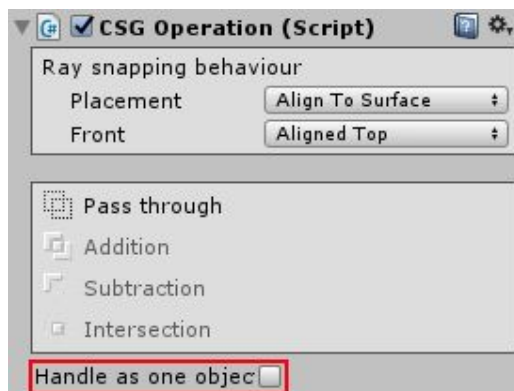 CSG Operation (Script)
Ray snapping behaviour
Placement Align To Surface
Front Aligned Top
Pass through
Addition
Subtraction
Intersection
Handle as one objec